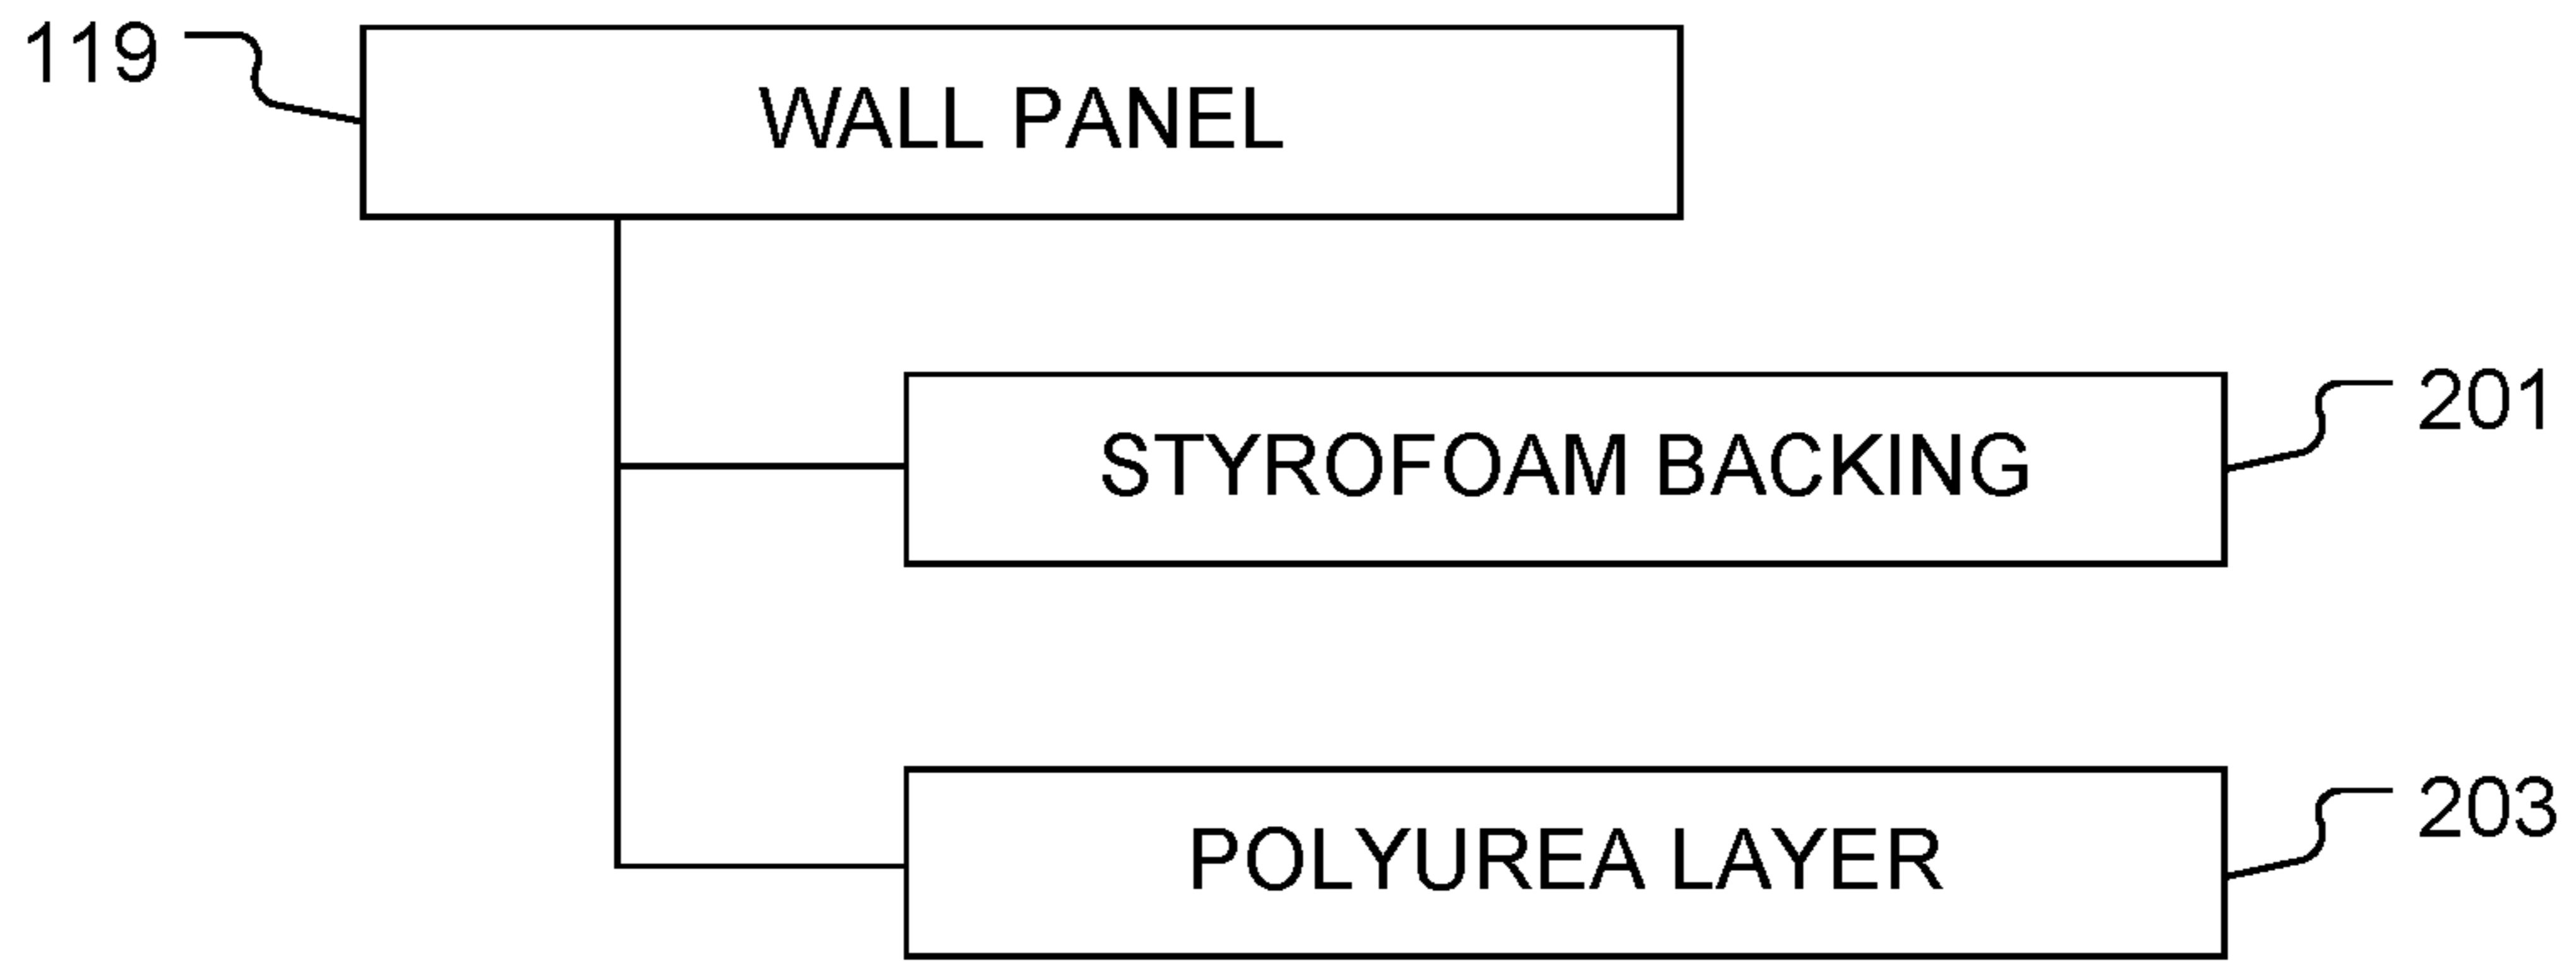 119
WALL PANEL
201
STYROFOAM BACKING
203
POLYUREA LAYER